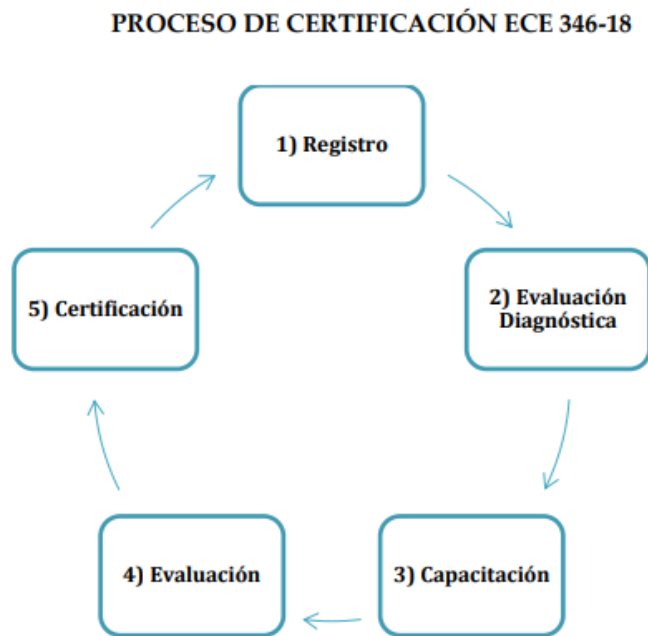 PROCESO DE CERTIFICACIÓN ECE 346-18
1) Registro
2) Evaluación
Diagnóstica
3) Capacitación
4) Evaluación
5) Certificación